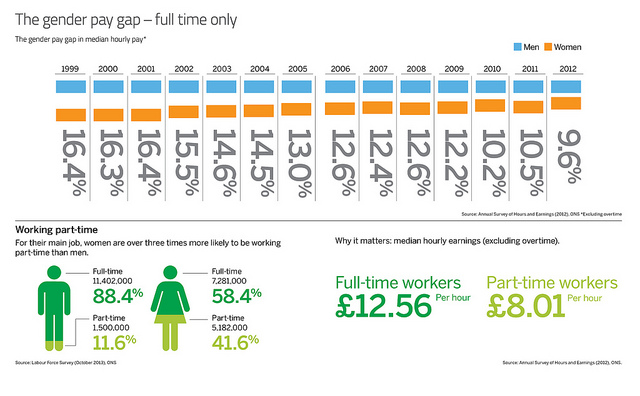 The gender pay gap – full time only
The gender pay gap in median hourly pay*
Men Women
1999 2000 2001 2002 2003 2004 2005 2006 2007 2008 2009 2010 2011 2012
16.4% 16.3% 16.4% 15.5% 14.6% 14.5% 13.0% 12.6% 12.4% 12.6% 12.2% 10.2% 10.5% 9.6%
Source: Annual Survey of Hours and Earnings (2012), ONS *Excluding overtime
Working part-time
For their main job, women are over three times more likely to be working
part-time than men.
Full-time
11,402,000
88.4%
Part-time
1,500,000
11.6%
Full-time
7,281,000
58.4%
Part-time
5,182,000
41.6%
Source: Labour Force Survey (October 2013), ONS.
Why it matters: median hourly earnings (excluding overtime).
Full-time workers
£12.56 Per hour
Part-time workers
£8.01 Per hour
Source: Annual Survey of Hours and Earnings (2012), ONS.